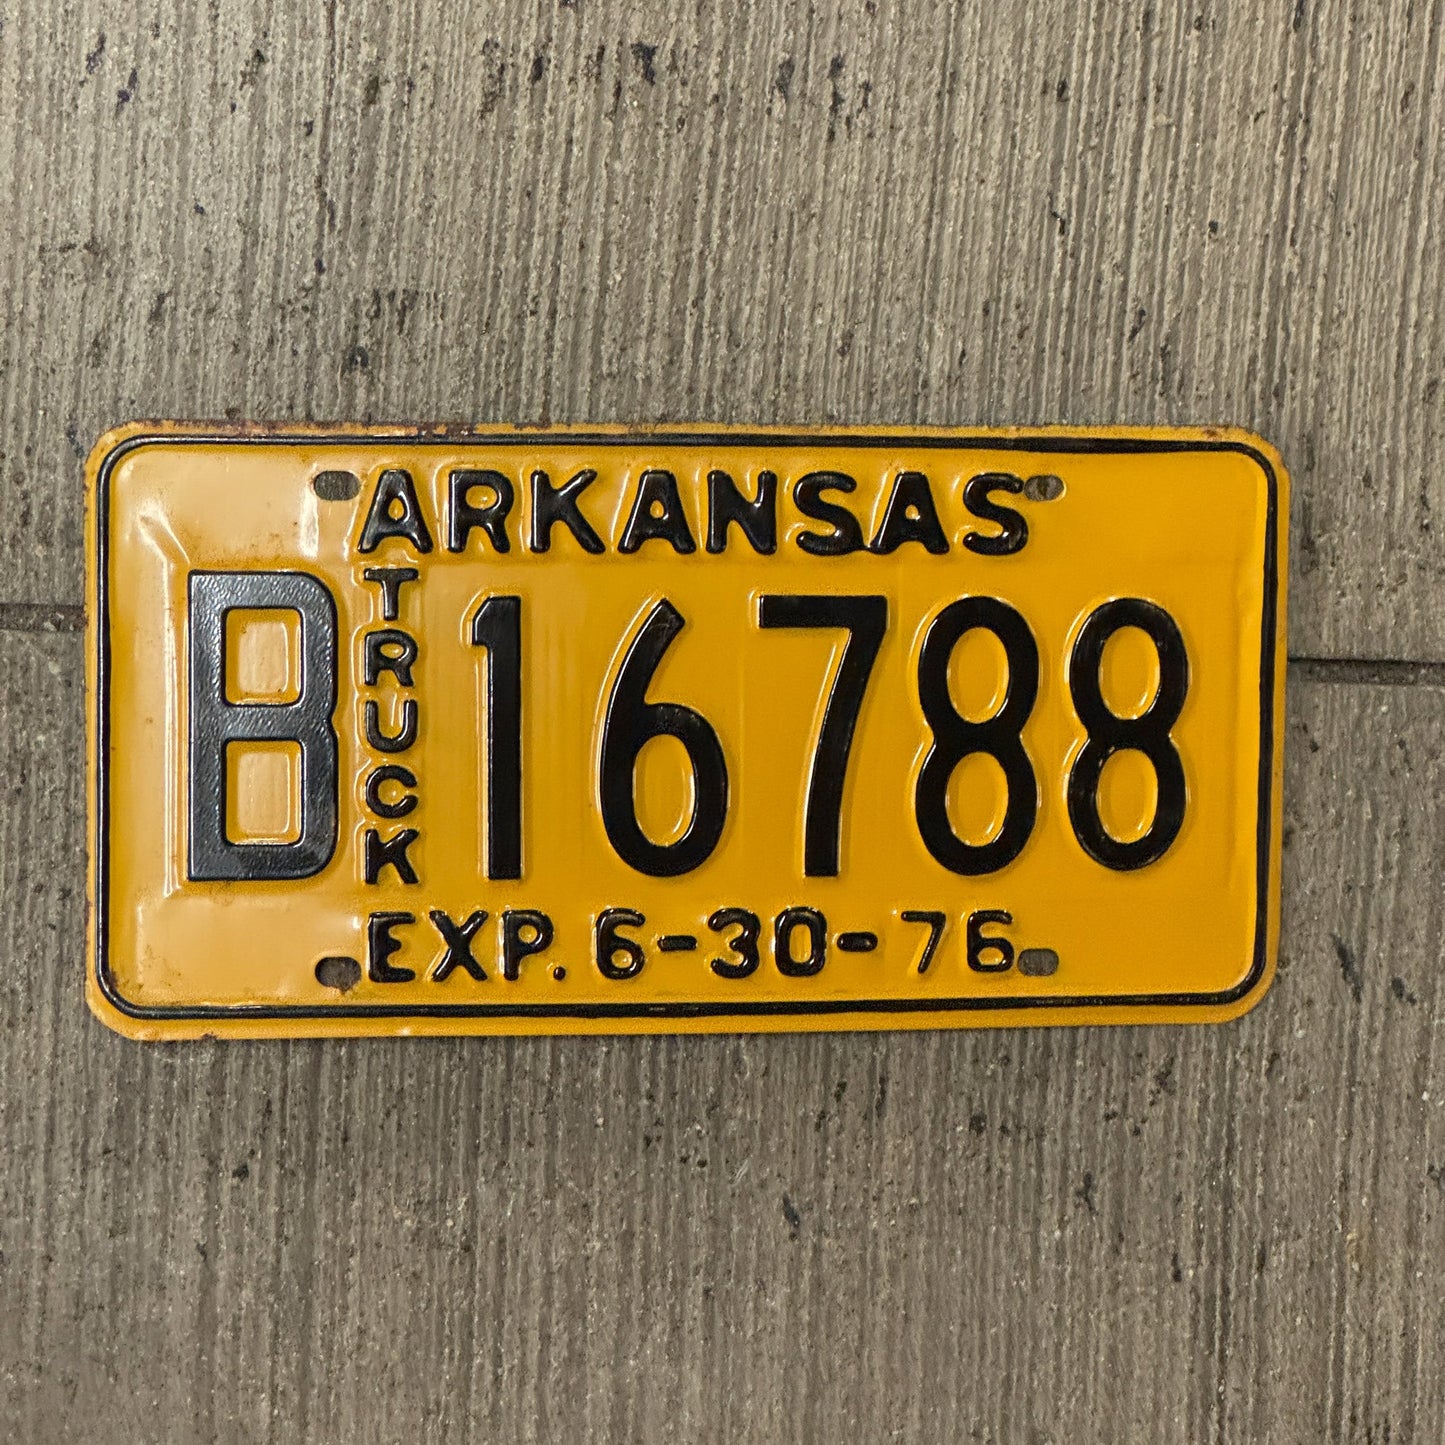 ARKANSAS
B TRUCK 16788
EXP. 6-30-76